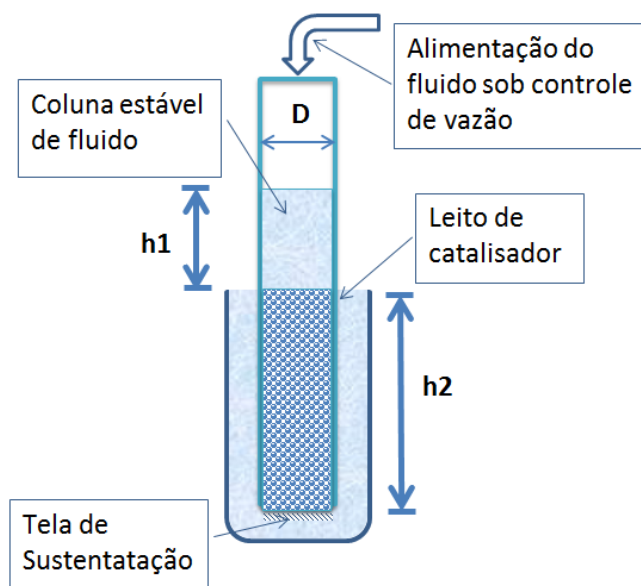 Alimentação do
fluido sob controle
de vazão
Coluna estável
de fluido
D
h1
Leito de
catalisador
h2
Tela de
Sustentatação